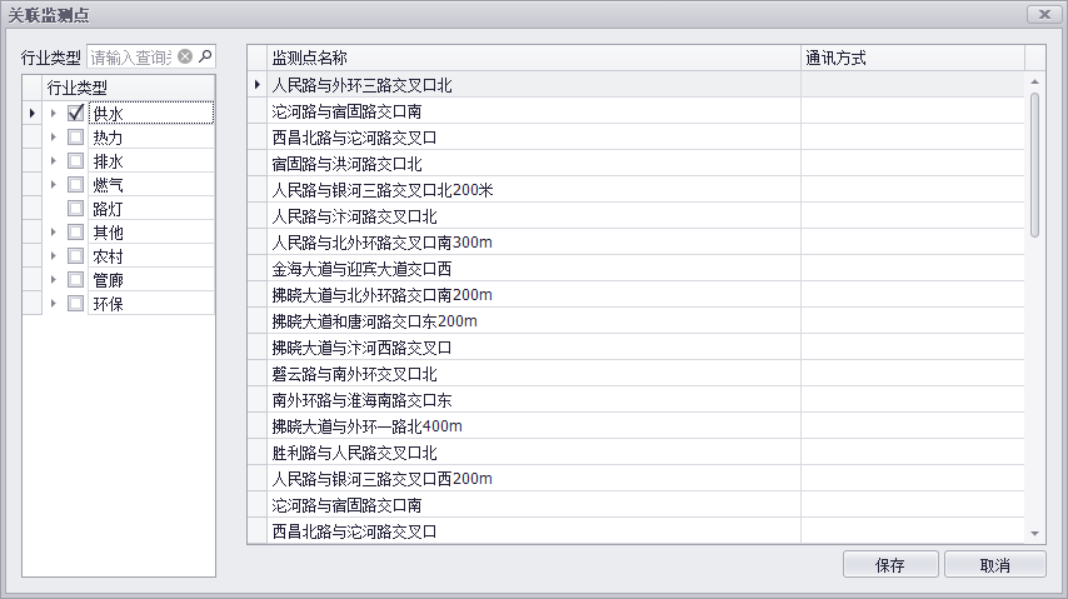 关联监测点
行业类型 请输入查询
行业类型
供水
热力
排水
燃气
路灯
其他
农村
管廊
环保
监测点名称 通讯方式
人民路与外环三路交叉口北
沱河路与宿固路交口南
西昌北路与沱河路交叉口
宿固路与洪河路交口北
人民路与银河三路交叉口北200米
人民路与汴河路交叉口北
人民路与北外环路交叉口南300m
金海大道与迎宾大道交口西
拂晓大道与北外环路交口南200m
拂晓大道和唐河路交口东200m
拂晓大道与汴河西路交叉口
磬云路与南外环交叉口北
南外环路与淮海南路交口东
拂晓大道与外环一路北400m
胜利路与人民路交叉口北
人民路与银河三路交叉口西200m
沱河路与宿固路交口南
西昌北路与沱河路交叉口
保存 取消